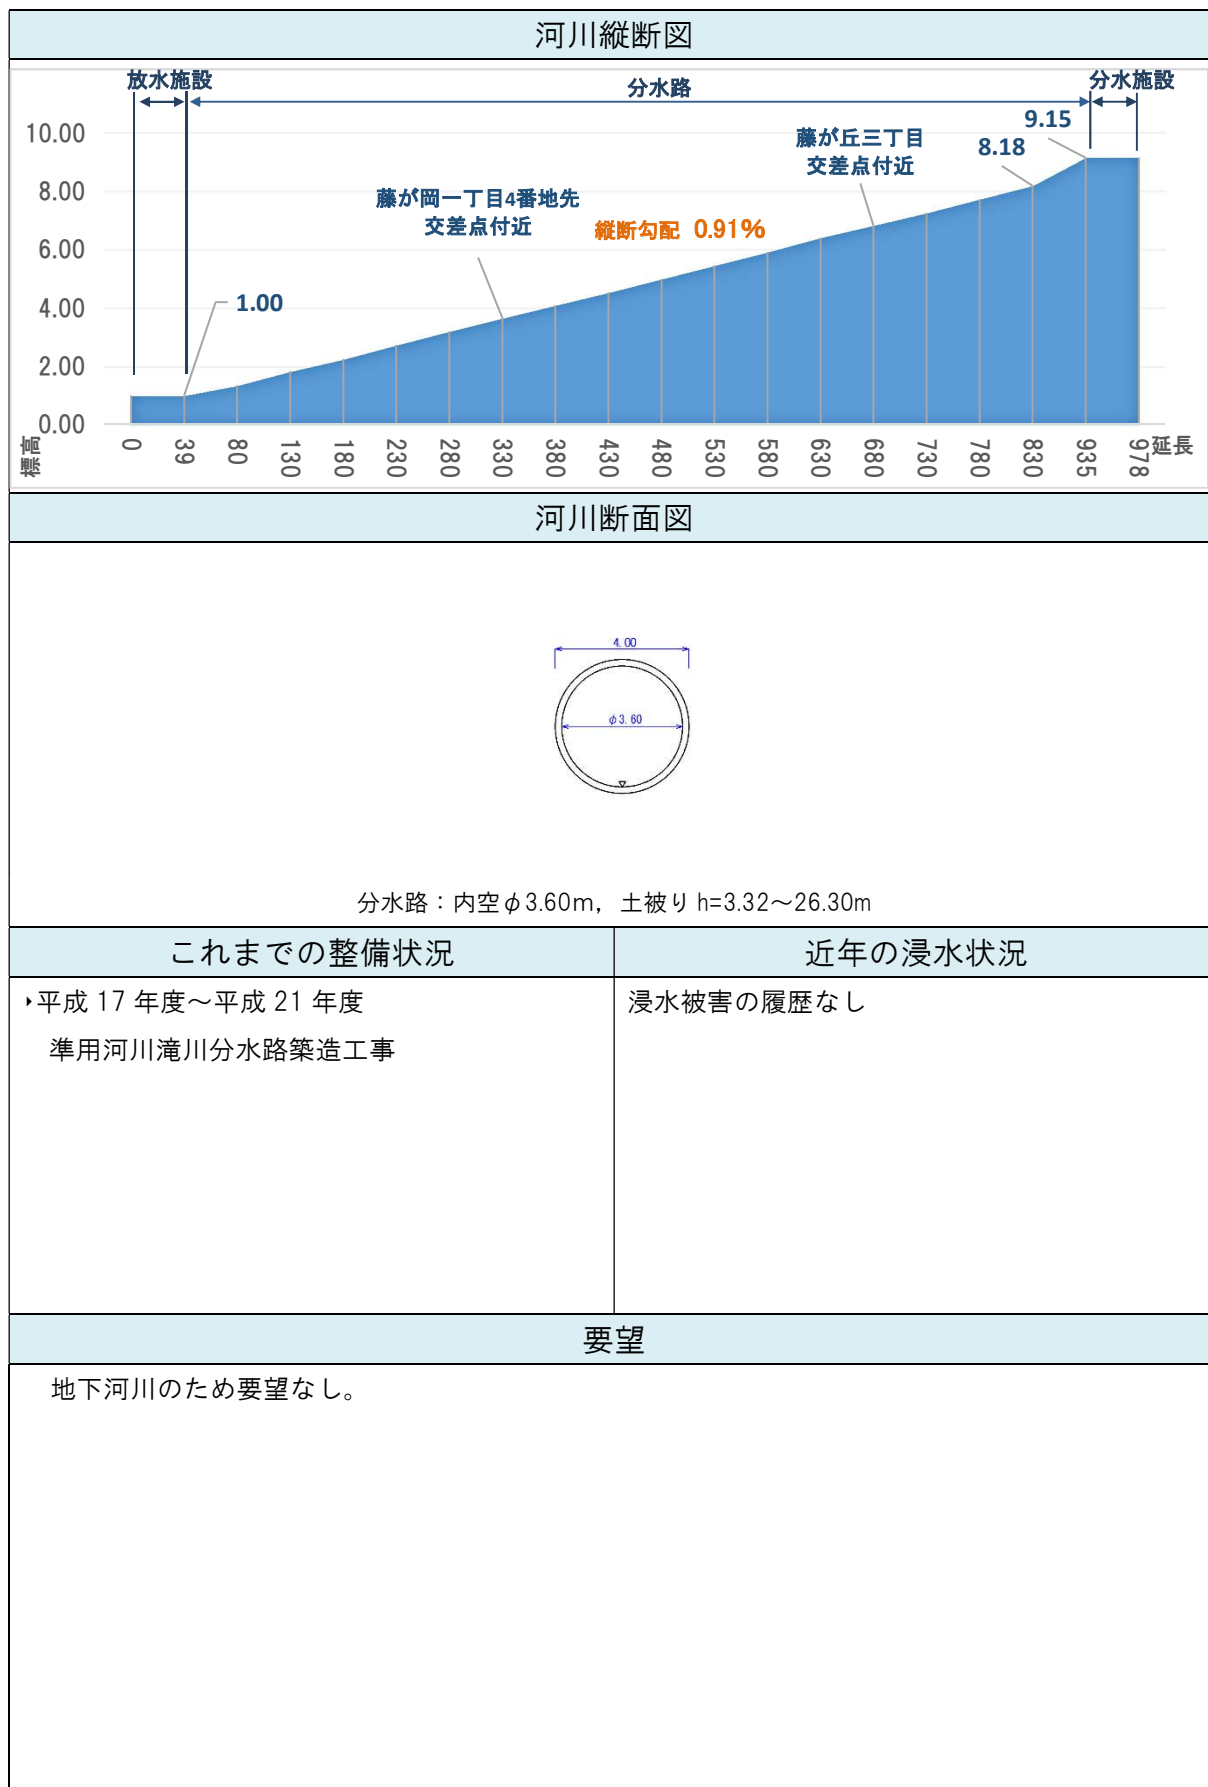 河川縦断図
放水施設
分水路
分水施設
10.00
8.00
6.00
4.00
2.00
0.00
標高
9.15
8.18
藤が丘三丁目
交差点付近
藤が岡一丁目4番地先
交差点付近
縦断勾配 0.91%
1.00
0 39 80 130 180 230 280 330 380 430 480 530 580 630 680 730 780 830 935 978
延長
河川断面図
4.00
φ3.60
分水路：内空φ3.60m，土被りh=3.32～26.30m
これまでの整備状況
近年の浸水状況
‣平成 17 年度～平成 21 年度
準用河川滝川分水路築造工事
浸水被害の履歴なし
要望
地下河川のため要望なし。